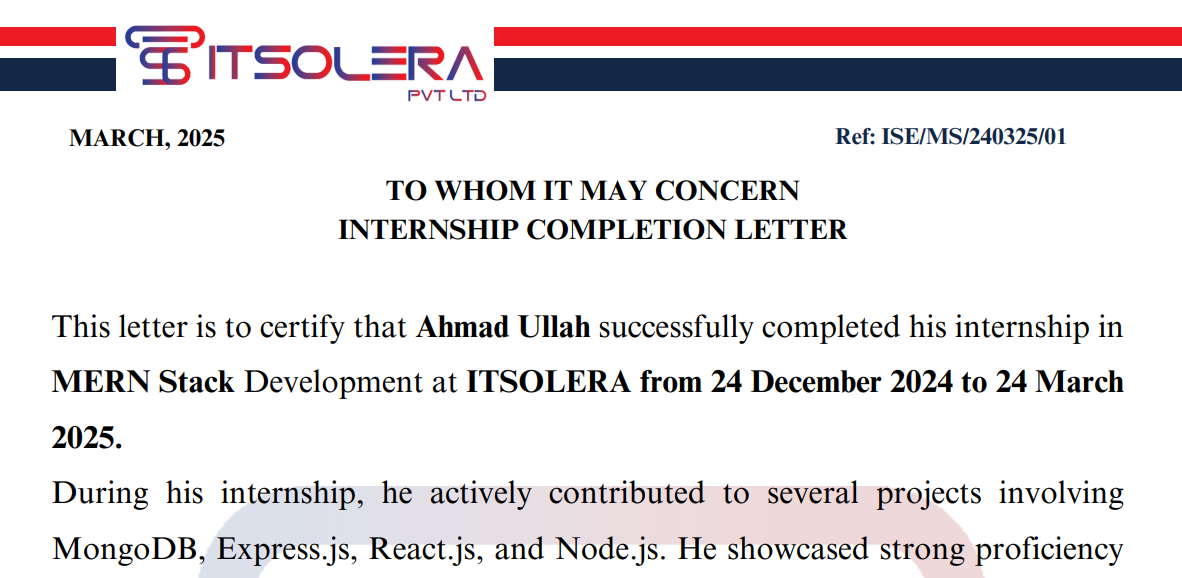 ITSOLERA
PVT LTD
MARCH, 2025
Ref: ISE/MS/240325/01
TO WHOM IT MAY CONCERN
INTERNSHIP COMPLETION LETTER
This letter is to certify that Ahmad Ullah successfully completed his internship in
MERN Stack Development at ITSOLERA from 24 December 2024 to 24 March
2025.
During his internship, he actively contributed to several projects involving
MongoDB, Express.js, React.js, and Node.js. He showcased strong proficiency